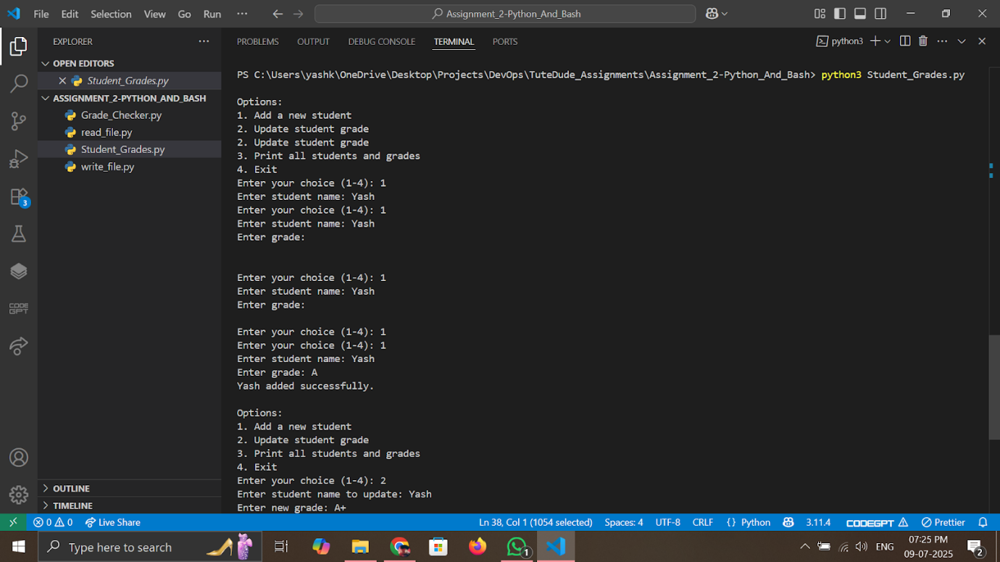 File Edit Selection View Go Run ··· Assignment_2-Python_And_Bash
EXPLORER ···
OPEN EDITORS
Student_Grades.py
ASSIGNMENT_2-PYTHON_AND_BASH
Grade_Checker.py
read_file.py
Student_Grades.py
write_file.py
OUTLINE
TIMELINE
3
CODE
GPT
PROBLEMS OUTPUT DEBUG CONSOLE TERMINAL PORTS python3 ···
PS C:\Users\yashk\OneDrive\Desktop\Projects\DevOps\TuteDude_Assignments\Assignment_2-Python_And_Bash> python3 Student_Grades.py
Options:
1. Add a new student
2. Update student grade
2. Update student grade
3. Print all students and grades
4. Exit
Enter your choice (1-4): 1
Enter student name: Yash
Enter your choice (1-4): 1
Enter student name: Yash
Enter grade:
Enter your choice (1-4): 1
Enter student name: Yash
Enter grade:
Enter your choice (1-4): 1
Enter your choice (1-4): 1
Enter student name: Yash
Enter grade: A
Yash added successfully.
Options:
1. Add a new student
2. Update student grade
3. Print all students and grades
4. Exit
Enter your choice (1-4): 2
Enter student name to update: Yash
Enter new grade: A+
0 0 Live Share Ln 38, Col 1 (1054 selected) Spaces: 4 UTF-8 CRLF {} Python 3.11.4 CODEGPT Prettier
Type here to search 1 ENG 07:25 PM
09-07-2025 2